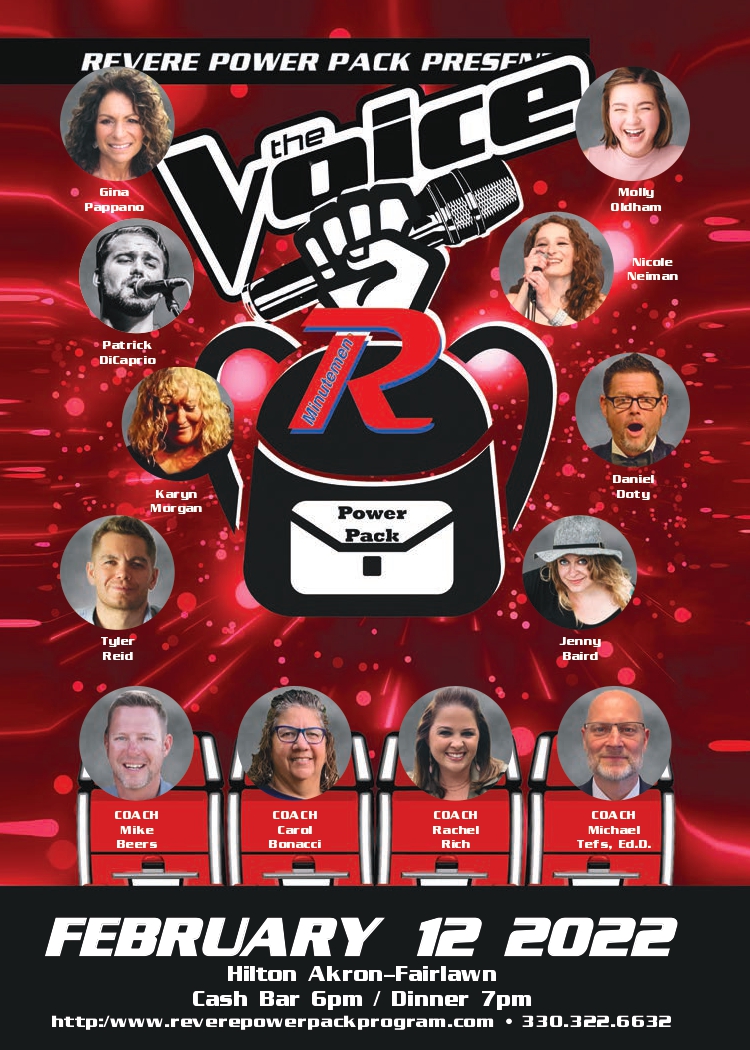 REVERE POWER PACK PRESENTS
the
Voice
Gina
Pappano
Molly
Oldham
Nicole
Neiman
Patrick
DiCaprio
Minutemen
R
Daniel
Doty
Karyn
Morgan
Power
Pack
Tyler
Reid
Jenny
Baird
COACH
Mike
Beers
COACH
Carol
Bonacci
COACH
Rachel
Rich
COACH
Michael
Tefs, Ed.D.
FEBRUARY 12 2022
Hilton Akron-Fairlawn
Cash Bar 6pm / Dinner 7pm
http:/www.reverepowerpackprogram.com • 330.322.6632